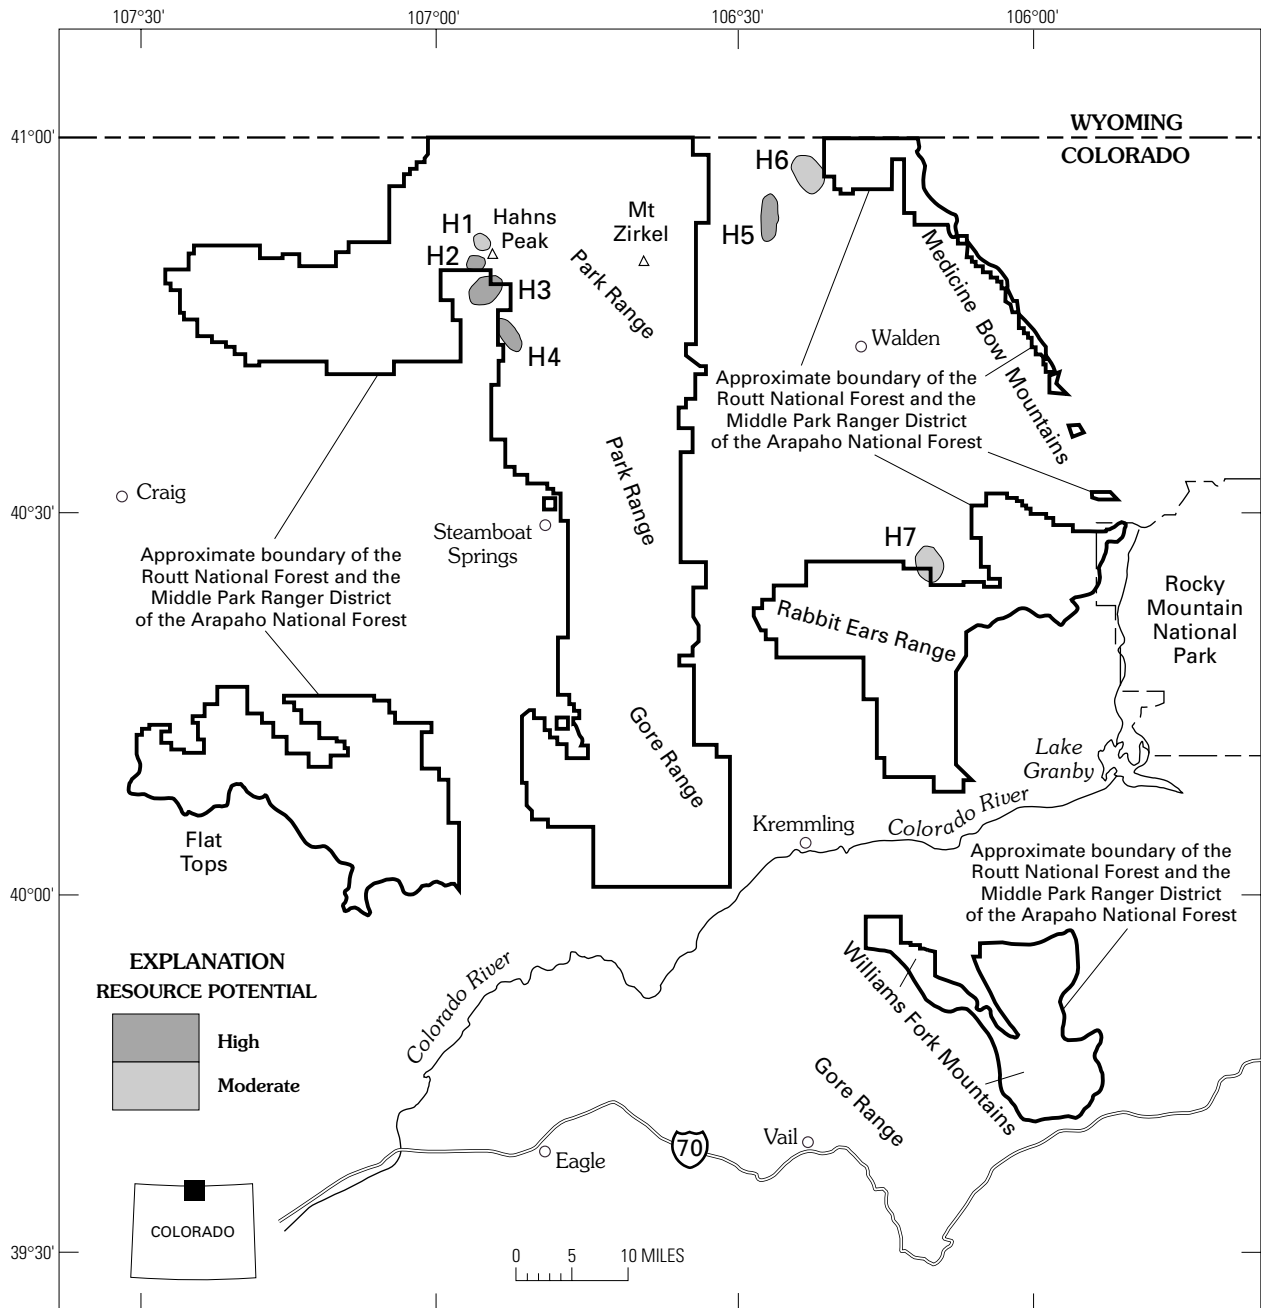 107°30'
107°00'
106°30'
106°00'
41°00'
WYOMING
COLORADO
H6
H1
Hahns
Peak
Mt
Zirkel
H5
H2
H3
H4
Park Range
Medicine Bow Mountains
Walden
Approximate boundary of the
Routt National Forest and the
Middle Park Ranger District
of the Arapaho National Forest
Park Range
Craig
40°30'
Steamboat
Springs
H7
Approximate boundary of the
Routt National Forest and the
Middle Park Ranger District
of the Arapaho National Forest
Rocky
Mountain
National
Park
Rabbit Ears Range
Gore Range
Lake
Granby
Colorado River
Kremmling
Flat
Tops
Approximate boundary of the
Routt National Forest and the
Middle Park Ranger District
of the Arapaho National Forest
40°00'
Williams Fork Mountains
Colorado River
EXPLANATION
RESOURCE POTENTIAL
High
Moderate
Gore Range
Vail
70
Eagle
COLORADO
39°30'
0
5
10 MILES